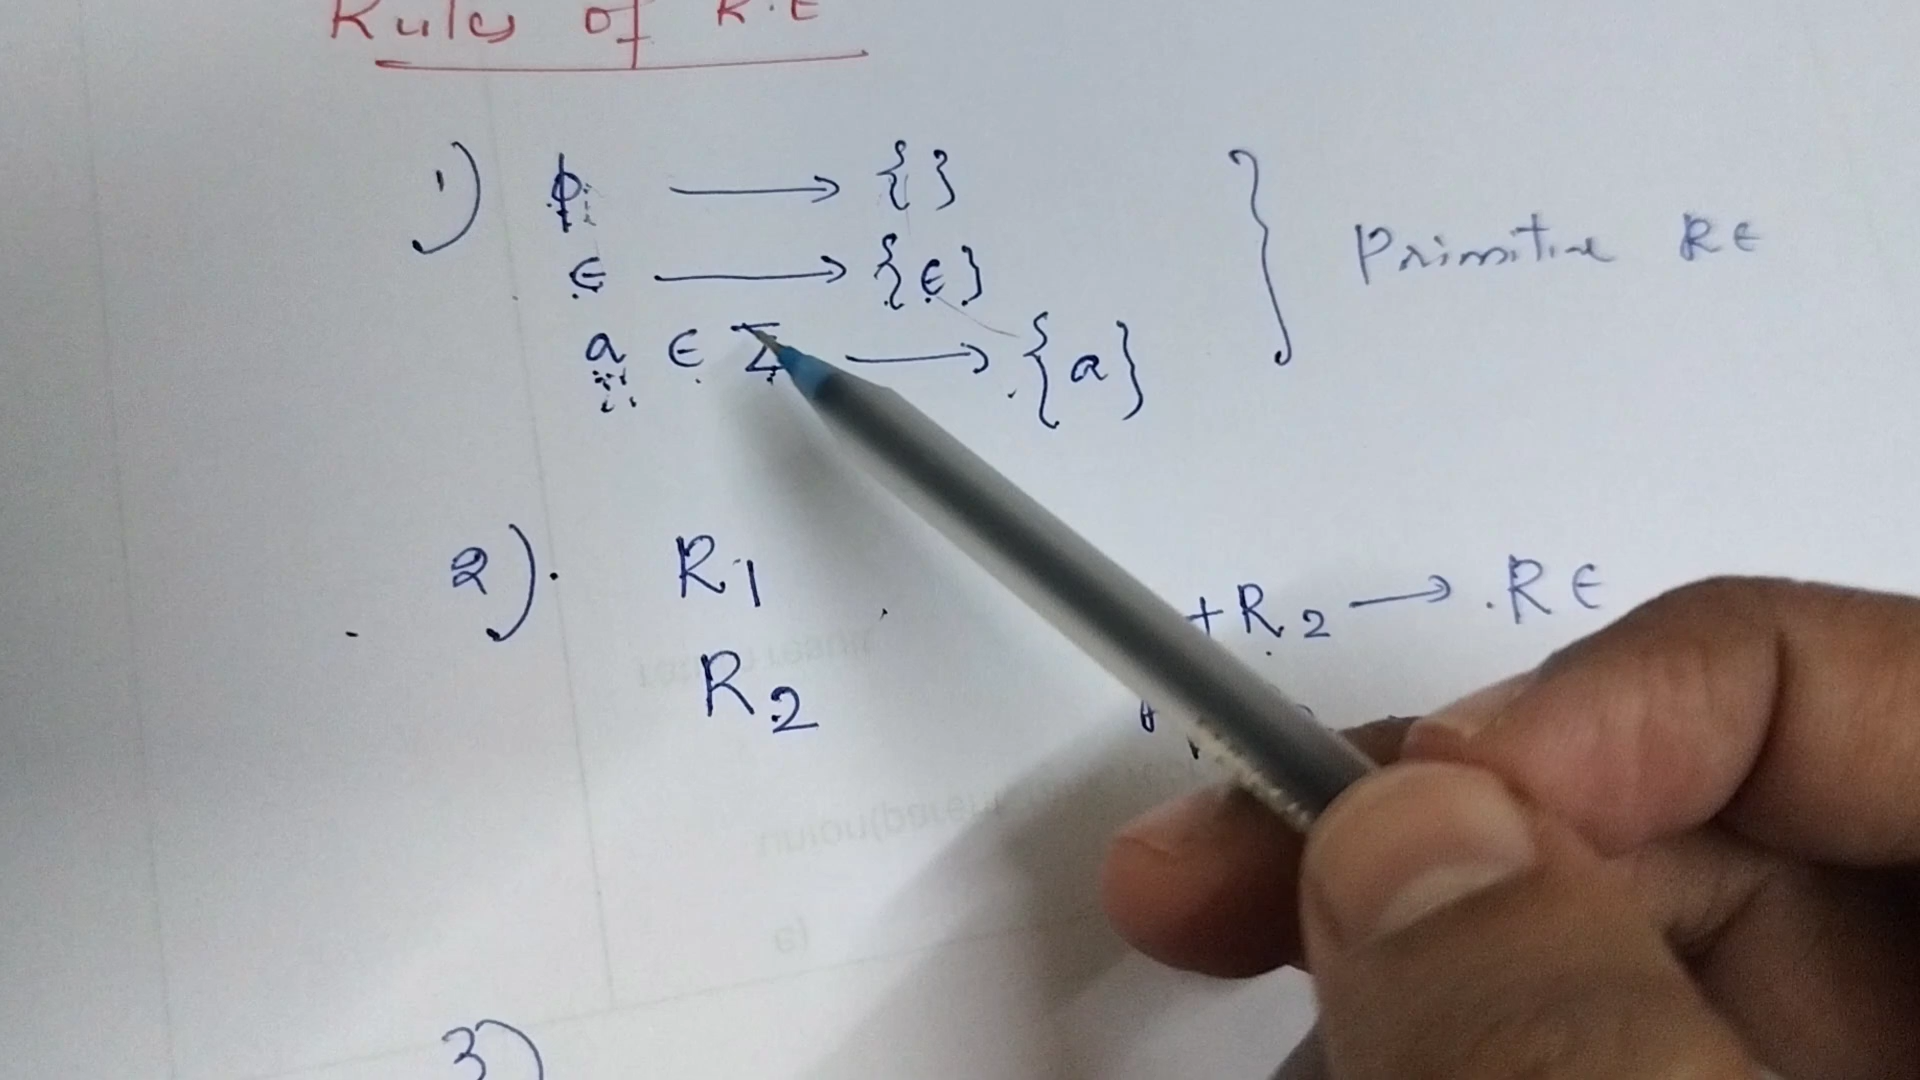 Rules of R.E
1) ϕ → { }
ϵ → {ϵ}
a ∈ Σ → {a}
} Primitive RE
2) R1
+R2 → RE
R2
3)